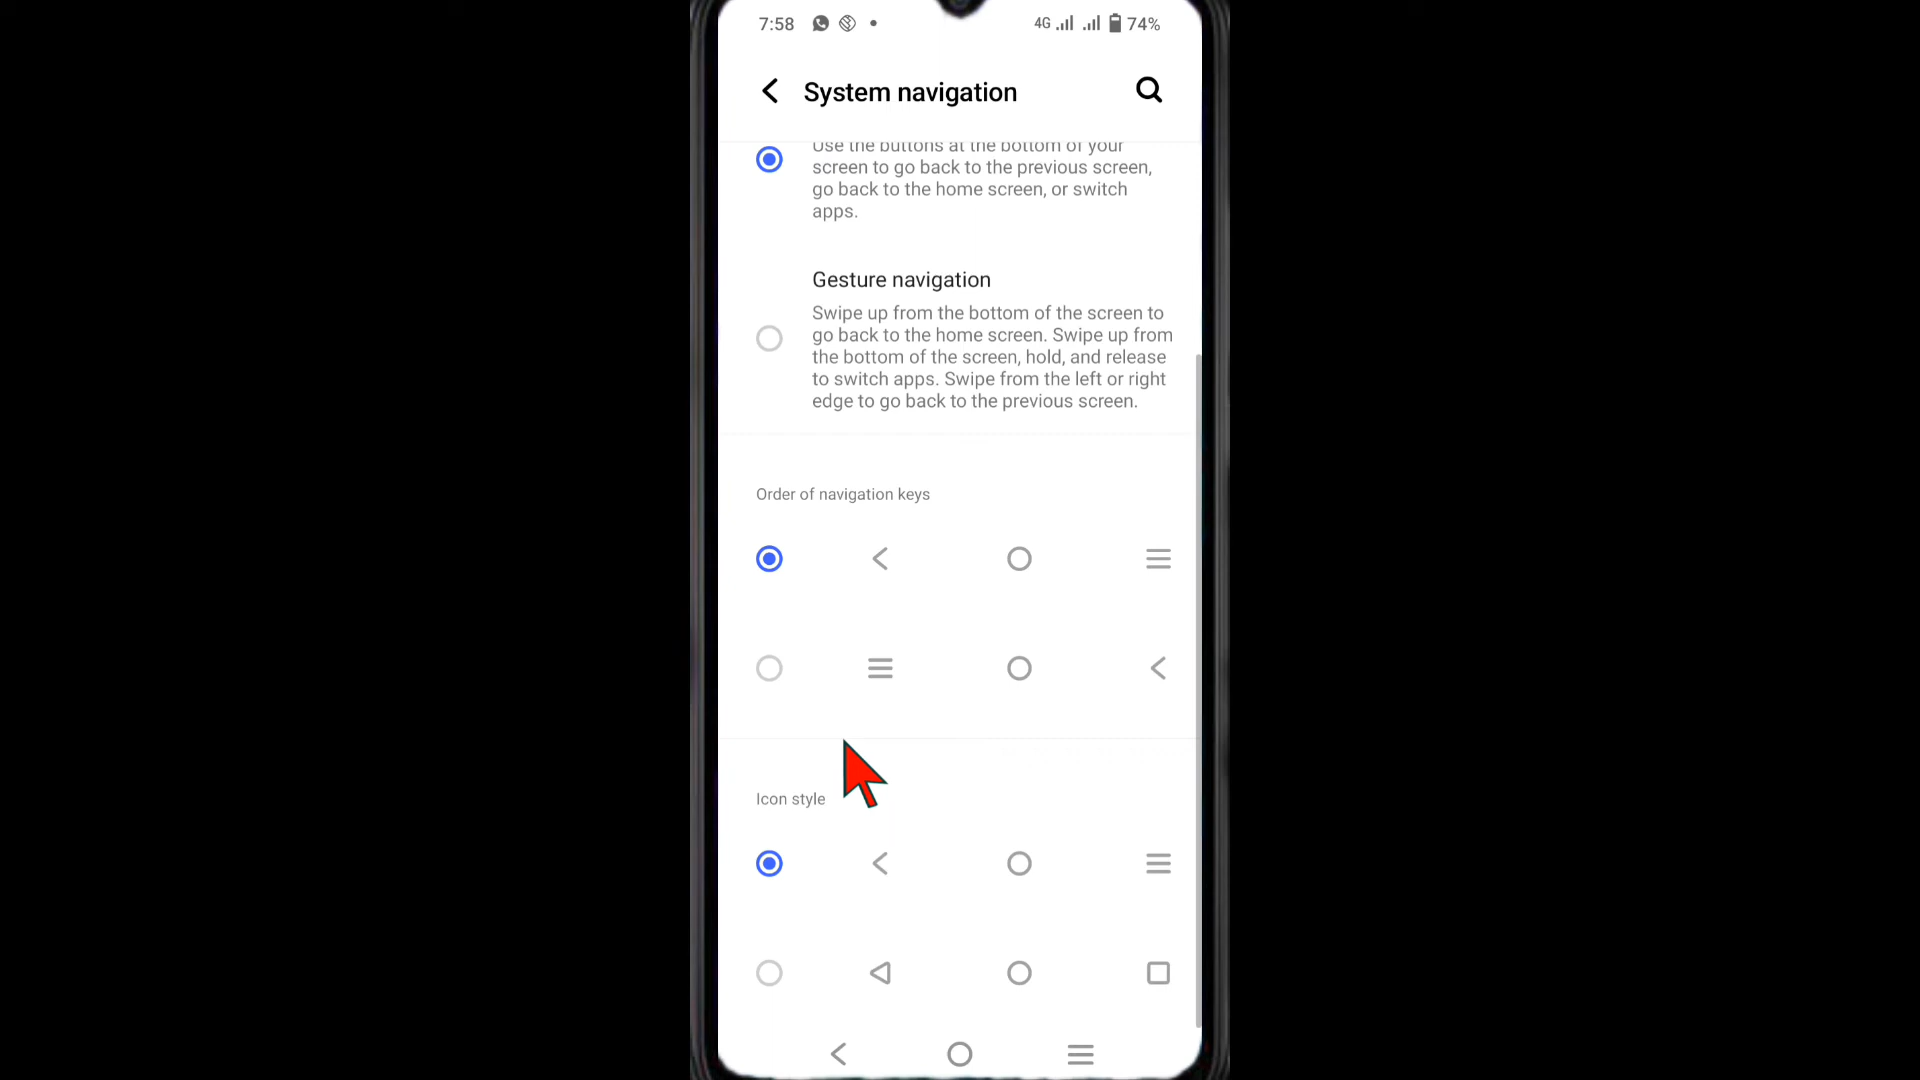 7:58
4G
74%
System navigation
Use the buttons at the bottom of your
screen to go back to the previous screen,
go back to the home screen, or switch
apps.
Gesture navigation
Swipe up from the bottom of the screen to
go back to the home screen. Swipe up from
the bottom of the screen, hold, and release
to switch apps. Swipe from the left or right
edge to go back to the previous screen.
Order of navigation keys
Icon style